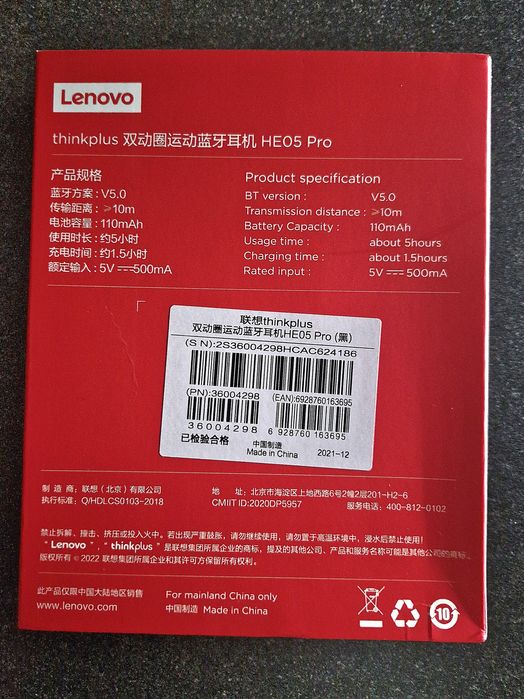 Lenovo
thinkplus 双动圈运动蓝牙耳机 HE05 Pro
产品规格
蓝牙方案：V5.0
传输距离：≥10m
电池容量：110mAh
使用时长：约5小时
充电时间：约1.5小时
额定输入：5V⎓500mA
Product specification
BT version : V5.0
Transmission distance : ≥10m
Battery Capacity : 110mAh
Usage time : about 5hours
Charging time : about 1.5hours
Rated input : 5V⎓500mA
联想thinkplus
双动圈运动蓝牙耳机HE05 Pro (黑)
(S N):2S36004298HCAC624186
(PN):36004298 (EAN):6928760163695
36004298 6 928760 163695
已检验合格
中国制造
Made in China
2021-12
制 造 商：联想（北京）有限公司
执行标准：Q/HDLCS0103-2018
地 址：北京市海淀区上地西路6号2幢2层201-H2-6
CMIIT ID:2020DP5957 服务电话：400-812-0102
禁止拆解、撞击、挤压或投入火中。若出现严重鼓胀，请勿继续使用，请勿置于高温环境中，浸水后禁止使用！
“Lenovo”，“thinkplus”是联想集团所属企业的商标，提及的其他公司、产品和服务名称可能是其他公司的商标。
版权所有 ©2022 联想集团所属企业和其许可方保留所有权利。
此产品仅限中国大陆地区销售
www.lenovo.com
For mainland China only
中国制造 Made in China
10